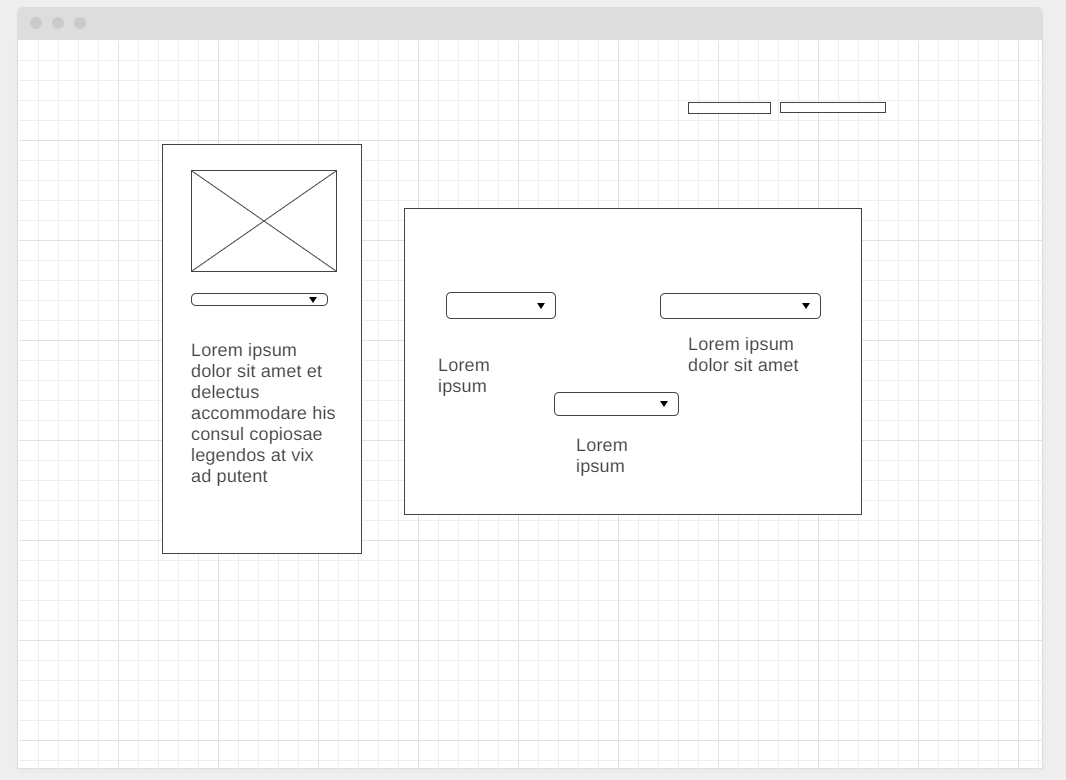 Lorem ipsum
dolor sit amet et
delectus
accommodare his
consul copiosae
legendos at vix
ad putent
Lorem
ipsum
Lorem ipsum
dolor sit amet
Lorem
ipsum